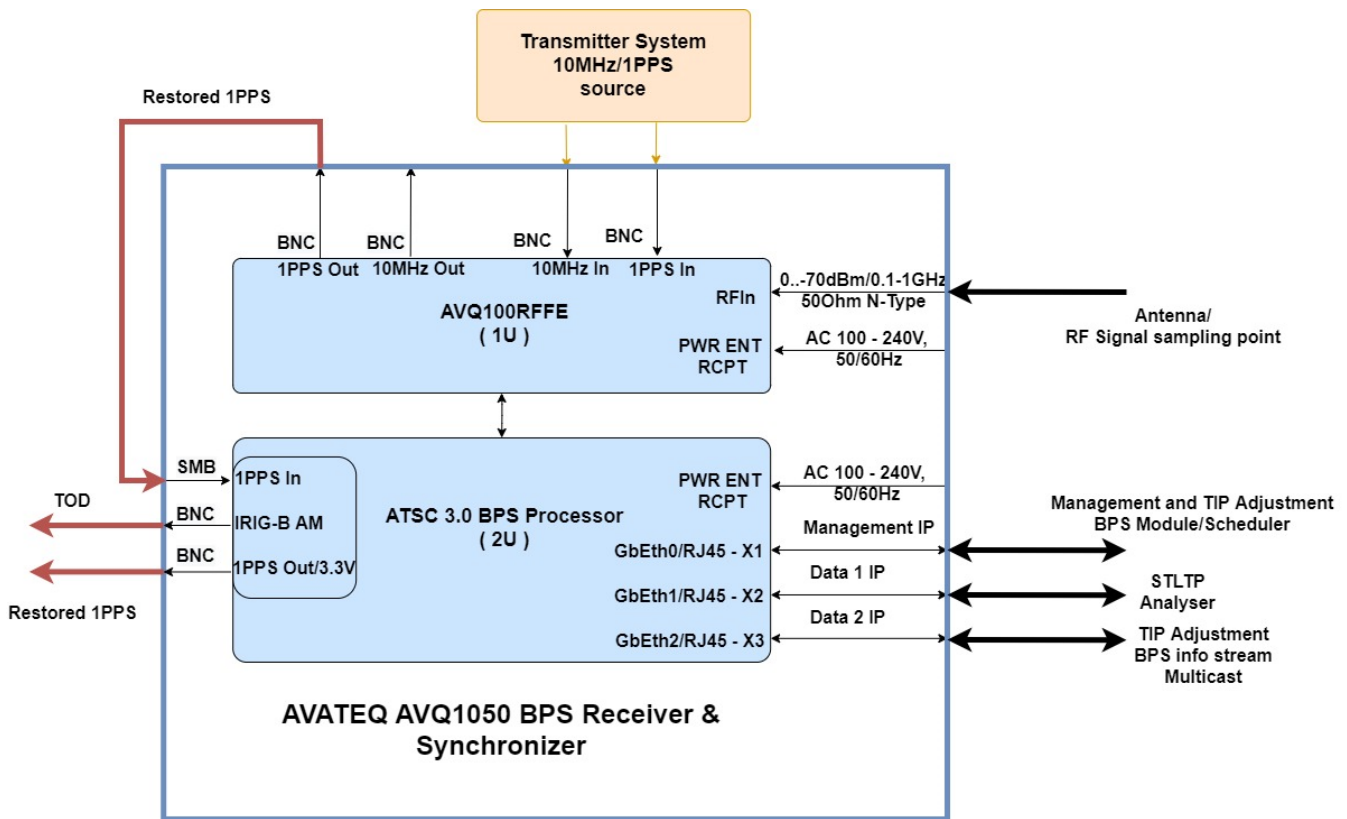 Transmitter System
10MHz/1PPS
source
Restored 1PPS
BNC
BNC
BNC
BNC
1PPS Out
10MHz Out
10MHz In
1PPS In
AVQ100RFFE
( 1U )
RFIn
0..-70dBm/0.1-1GHz
50Ohm N-Type
Antenna/
RF Signal sampling point
PWR ENT
RCPT
AC 100 - 240V,
50/60Hz
SMB
1PPS In
TOD
BNC
IRIG-B AM
BNC
1PPS Out/3.3V
Restored 1PPS
ATSC 3.0 BPS Processor
( 2U )
PWR ENT
RCPT
AC 100 - 240V,
50/60Hz
Management IP
GbEth0/RJ45 - X1
Management and TIP Adjustment
BPS Module/Scheduler
Data 1 IP
GbEth1/RJ45 - X2
STLTP
Analyser
Data 2 IP
GbEth2/RJ45 - X3
TIP Adjustment
BPS info stream
Multicast
AVATEQ AVQ1050 BPS Receiver &
Synchronizer